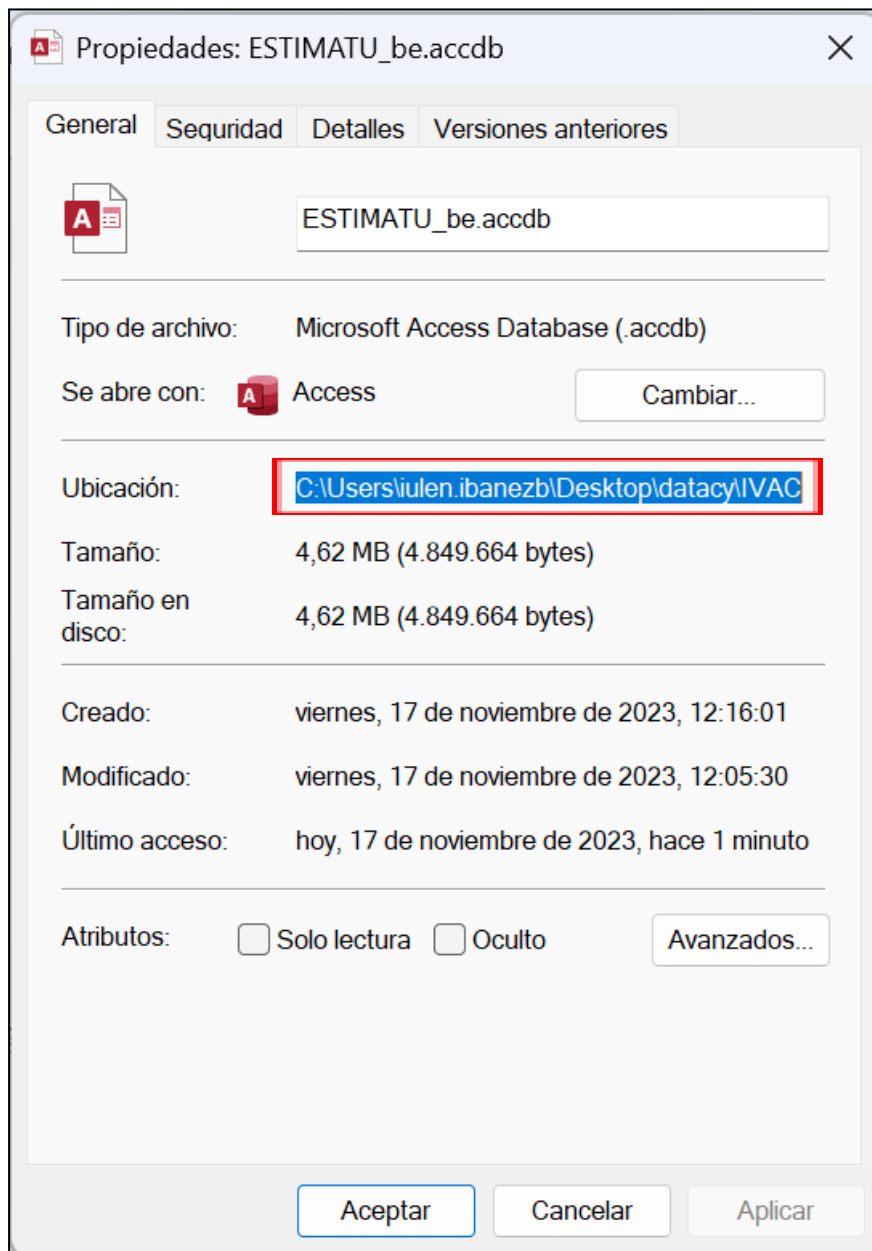 Propiedades: ESTIMATU_be.accdb
General Sequridad Detalles Versiones anteriores
ESTIMATU_be.accdb
Tipo de archivo: Microsoft Access Database (.accdb)
Se abre con: Access Cambiar...
Ubicación: C:\Users\iulen.ibanezb\Desktop\datacy\IVAC
Tamaño: 4,62 MB (4.849.664 bytes)
Tamaño en
disco: 4,62 MB (4.849.664 bytes)
Creado: viernes, 17 de noviembre de 2023, 12:16:01
Modificado: viernes, 17 de noviembre de 2023, 12:05:30
Último acceso: hoy, 17 de noviembre de 2023, hace 1 minuto
Atributos: Solo lectura Oculto Avanzados...
Aceptar Cancelar Aplicar